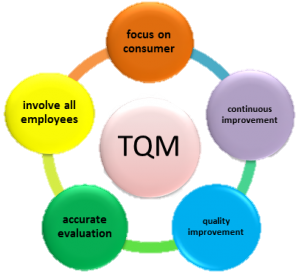 focus on
consumer
involve all
employees
continuous
improvement
TQM
accurate
evaluation
quality
improvement